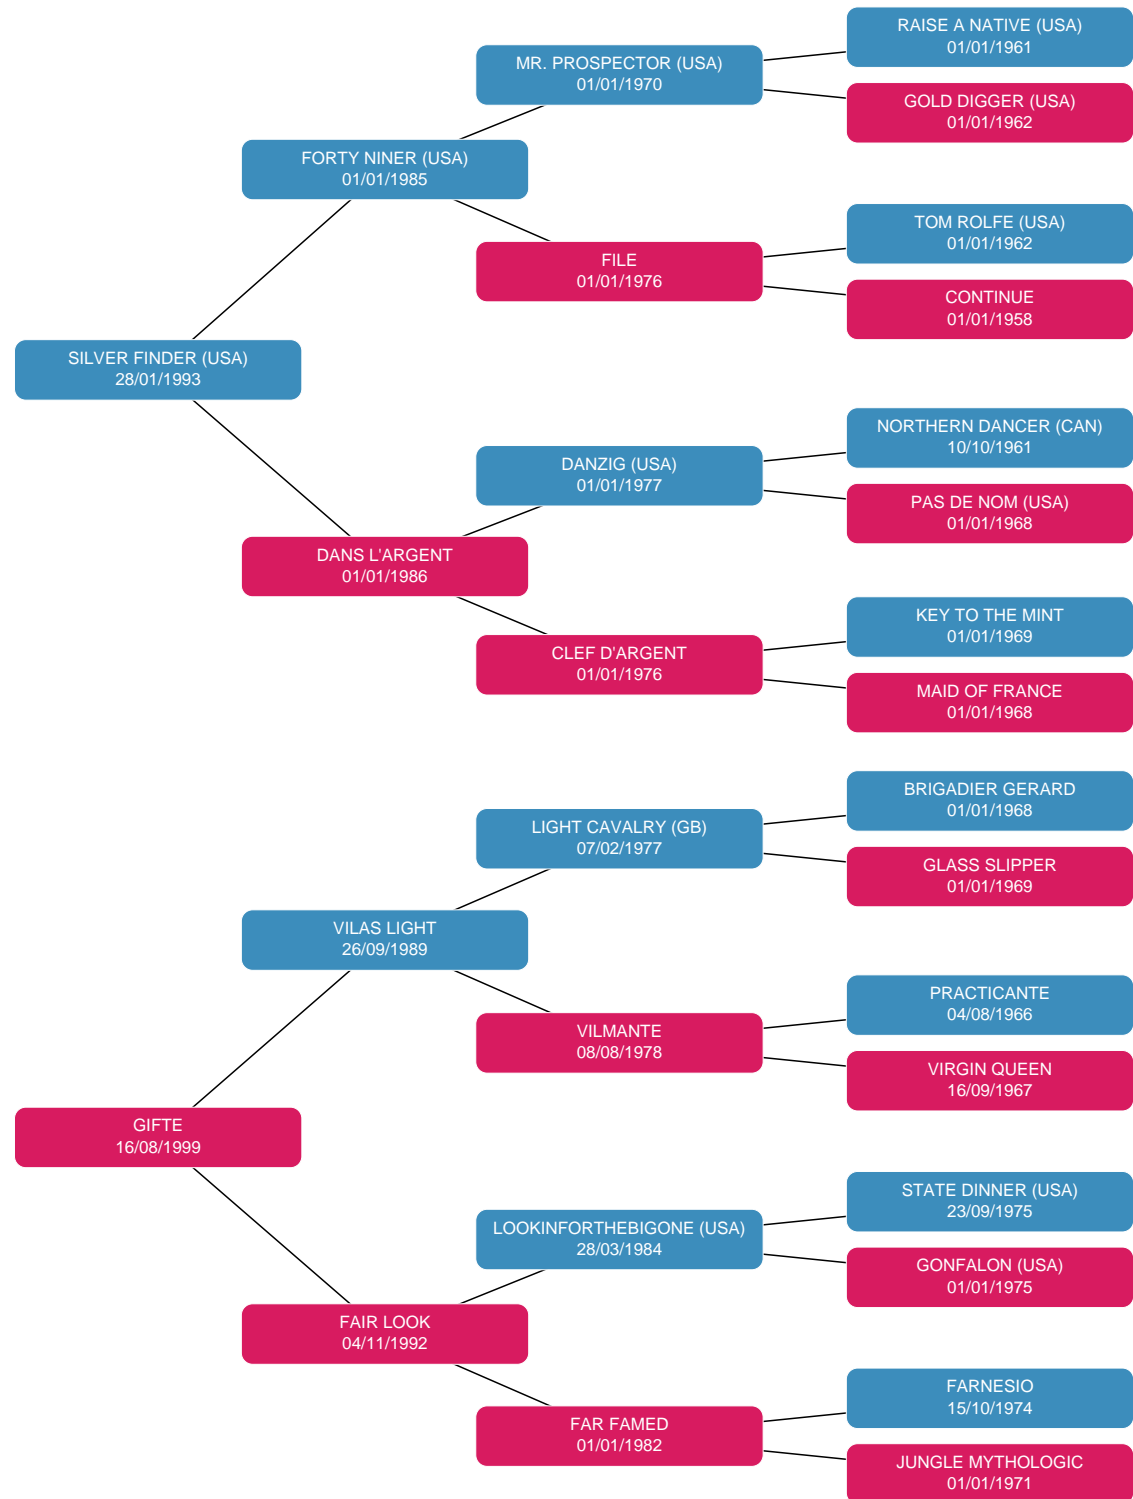 RAISE A NATIVE (USA)
01/01/1961
MR. PROSPECTOR (USA)
01/01/1970
GOLD DIGGER (USA)
01/01/1962
FORTY NINER (USA)
01/01/1985
TOM ROLFE (USA)
01/01/1962
FILE
01/01/1976
CONTINUE
01/01/1958
SILVER FINDER (USA)
28/01/1993
NORTHERN DANCER (CAN)
10/10/1961
DANZIG (USA)
01/01/1977
PAS DE NOM (USA)
01/01/1968
DANS L'ARGENT
01/01/1986
KEY TO THE MINT
01/01/1969
CLEF D'ARGENT
01/01/1976
MAID OF FRANCE
01/01/1968
BRIGADIER GERARD
01/01/1968
LIGHT CAVALRY (GB)
07/02/1977
GLASS SLIPPER
01/01/1969
VILAS LIGHT
26/09/1989
PRACTICANTE
04/08/1966
VILMANTE
08/08/1978
VIRGIN QUEEN
16/09/1967
GIFTE
16/08/1999
STATE DINNER (USA)
23/09/1975
LOOKINFORTHEBIGONE (USA)
28/03/1984
GONFALON (USA)
01/01/1975
FAIR LOOK
04/11/1992
FARNESIO
15/10/1974
FAR FAMED
01/01/1982
JUNGLE MYTHOLOGIC
01/01/1971